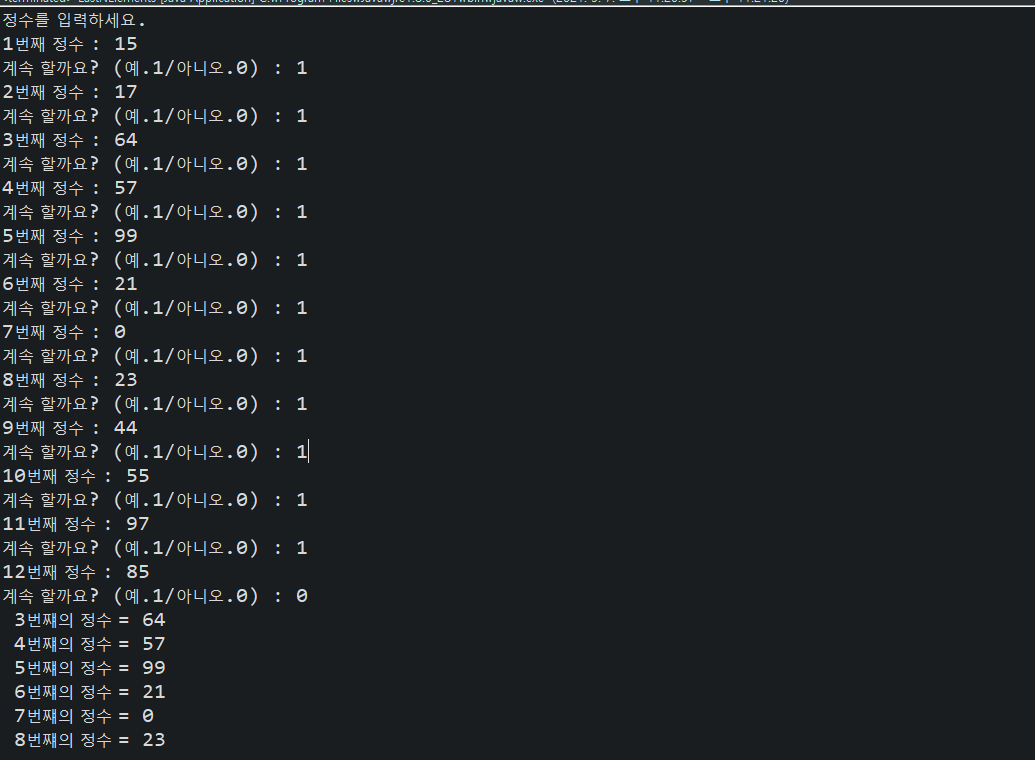 정수를 입력하세요.
1번째 정수 : 15
계속 할까요? (예.1/아니오.0) : 1
2번째 정수 : 17
계속 할까요? (예.1/아니오.0) : 1
3번째 정수 : 64
계속 할까요? (예.1/아니오.0) : 1
4번째 정수 : 57
계속 할까요? (예.1/아니오.0) : 1
5번째 정수 : 99
계속 할까요? (예.1/아니오.0) : 1
6번째 정수 : 21
계속 할까요? (예.1/아니오.0) : 1
7번째 정수 : 0
계속 할까요? (예.1/아니오.0) : 1
8번째 정수 : 23
계속 할까요? (예.1/아니오.0) : 1
9번째 정수 : 44
계속 할까요? (예.1/아니오.0) : 1
10번째 정수 : 55
계속 할까요? (예.1/아니오.0) : 1
11번째 정수 : 97
계속 할까요? (예.1/아니오.0) : 1
12번째 정수 : 85
계속 할까요? (예.1/아니오.0) : 0
3번째의 정수 = 64
4번째의 정수 = 57
5번째의 정수 = 99
6번째의 정수 = 21
7번째의 정수 = 0
8번째의 정수 = 23